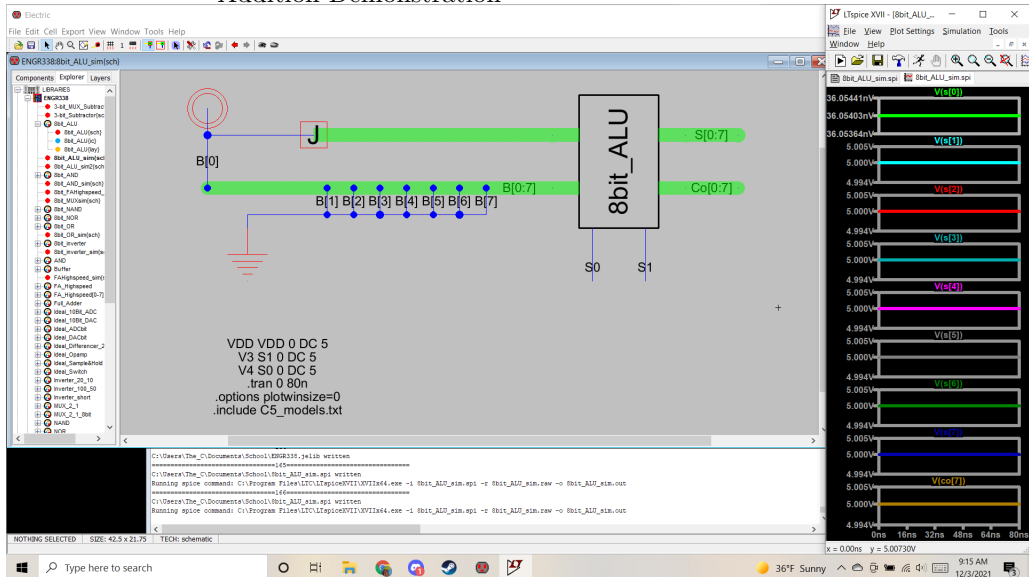 Addition Demonstration
Electric
File Edit Cell Export View Window Tools Help
ENGR338:8bit_ALU_sim{sch}
Components Explorer Layers
LIBRARIES
ENGR338
3-bit_MUX_Subtrac
3-bit_Subtractor{sc
8bit_ALU
8bit_ALU{sch}
8bit_ALU{ic}
8bit_ALU{lay}
8bit_ALU_sim{sc
8bit_ALU_sim2{sch
8bit_AND
8bit_AND_sim{sch}
8bit_FAHighspeed_
8bit_MUXsim{sch}
8bit_NAND
8bit_NOR
8bit_OR
8bit_OR_sim{sch}
8bit_inverter
8bit_inverter_sim{s
AND
Buffer
FAHighspeed_sim{s
FA_Highspeed
FA_Highspeed[0-7]
Full_Adder
Ideal_10Bit_ADC
Ideal_10Bit_DAC
Ideal_ADCbit
Ideal_DACbit
Ideal_Differencer_2
Ideal_Opamp
Ideal_Sample&Hold
Ideal_Switch
Inverter_20_10
Inverter_100_50
Inverter_short
MUX_2_1
MUX_2_1_8bit
NAND
NOR
J
B[0]
B[0:7]
B[1] B[2] B[3] B[4] B[5] B[6] B[7]
8bit_ALU
S[0:7]
Co[0:7]
S0 S1
VDD VDD 0 DC 5
V3 S1 0 DC 5
V4 S0 0 DC 5
.tran 0 80n
.options plotwinsize=0
.include C5_models.txt
C:\Users\The_C\Documents\School\ENGR338.jelib written
=================================165=================================
C:\Users\The_C\Documents\School\8bit_ALU_sim.spi written
Running spice command: C:\Program Files\LTC\LTspiceXVII\XVIIx64.exe -i 8bit_ALU_sim.spi -r 8bit_ALU_sim.raw -o 8bit_ALU_sim.out
=================================166=================================
C:\Users\The_C\Documents\School\8bit_ALU_sim.spi written
Running spice command: C:\Program Files\LTC\LTspiceXVII\XVIIx64.exe -i 8bit_ALU_sim.spi -r 8bit_ALU_sim.raw -o 8bit_ALU_sim.out
NOTHING SELECTED SIZE: 42.5 x 21.75 TECH: schematic
LTspice XVII - [8bit_ALU_...
File View Plot Settings Simulation Tools
Window Help
8bit_ALU_sim.spi 8bit_ALU_sim.spi
V(s[0])
36.05441nV
36.05403nV
36.05364nV
V(s[1])
5.005V
5.000V
4.994V
V(s[2])
5.005V
5.000V
4.994V
V(s[3])
5.005V
5.000V
4.994V
V(s[4])
5.005V
5.000V
4.994V
V(s[5])
5.005V
5.000V
4.994V
V(s[6])
5.005V
5.000V
4.994V
V(s[7])
5.005V
5.000V
4.994V
V(co[7])
5.005V
5.000V
4.994V
0ns 16ns 32ns 48ns 64ns 80ns
x = 0.00ns y = 5.00730V
Type here to search
36°F Sunny
9:15 AM
12/3/2021